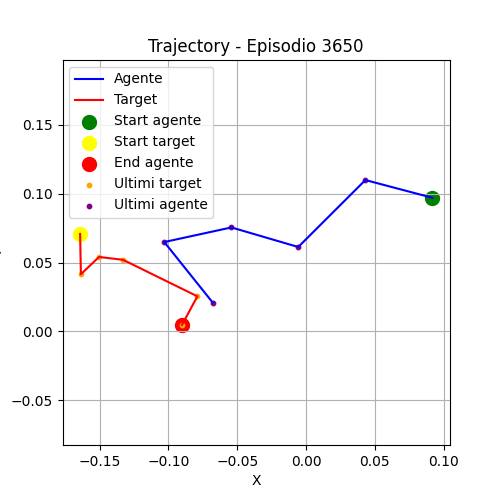 Trajectory - Episodio 3650
Agente
Target
Start agente
Start target
End agente
Ultimi target
Ultimi agente
0.15
0.10
0.05
0.00
−0.05
−0.15
−0.10
−0.05
0.00
0.05
0.10
X